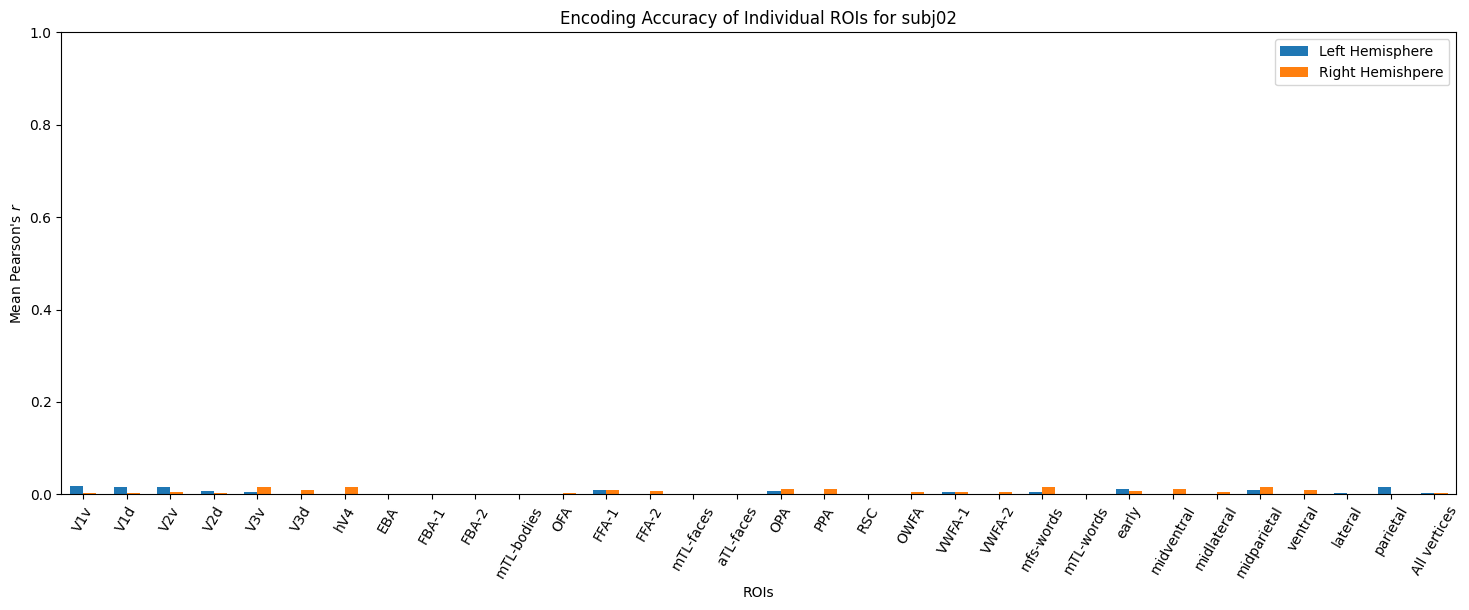 Encoding Accuracy of Individual ROIs for subj02
Left Hemisphere
Right Hemishpere
Mean Pearson's r
1.0
0.8
0.6
0.4
0.2
0.0
V1v
V1d
V2v
V2d
V3v
V3d
hV4
EBA
FBA-1
FBA-2
mTL-bodies
OFA
FFA-1
FFA-2
mTL-faces
aTL-faces
OPA
PPA
RSC
OWFA
VWFA-1
VWFA-2
mfs-words
mTL-words
early
midventral
midlateral
midparietal
ventral
lateral
parietal
All vertices
ROIs